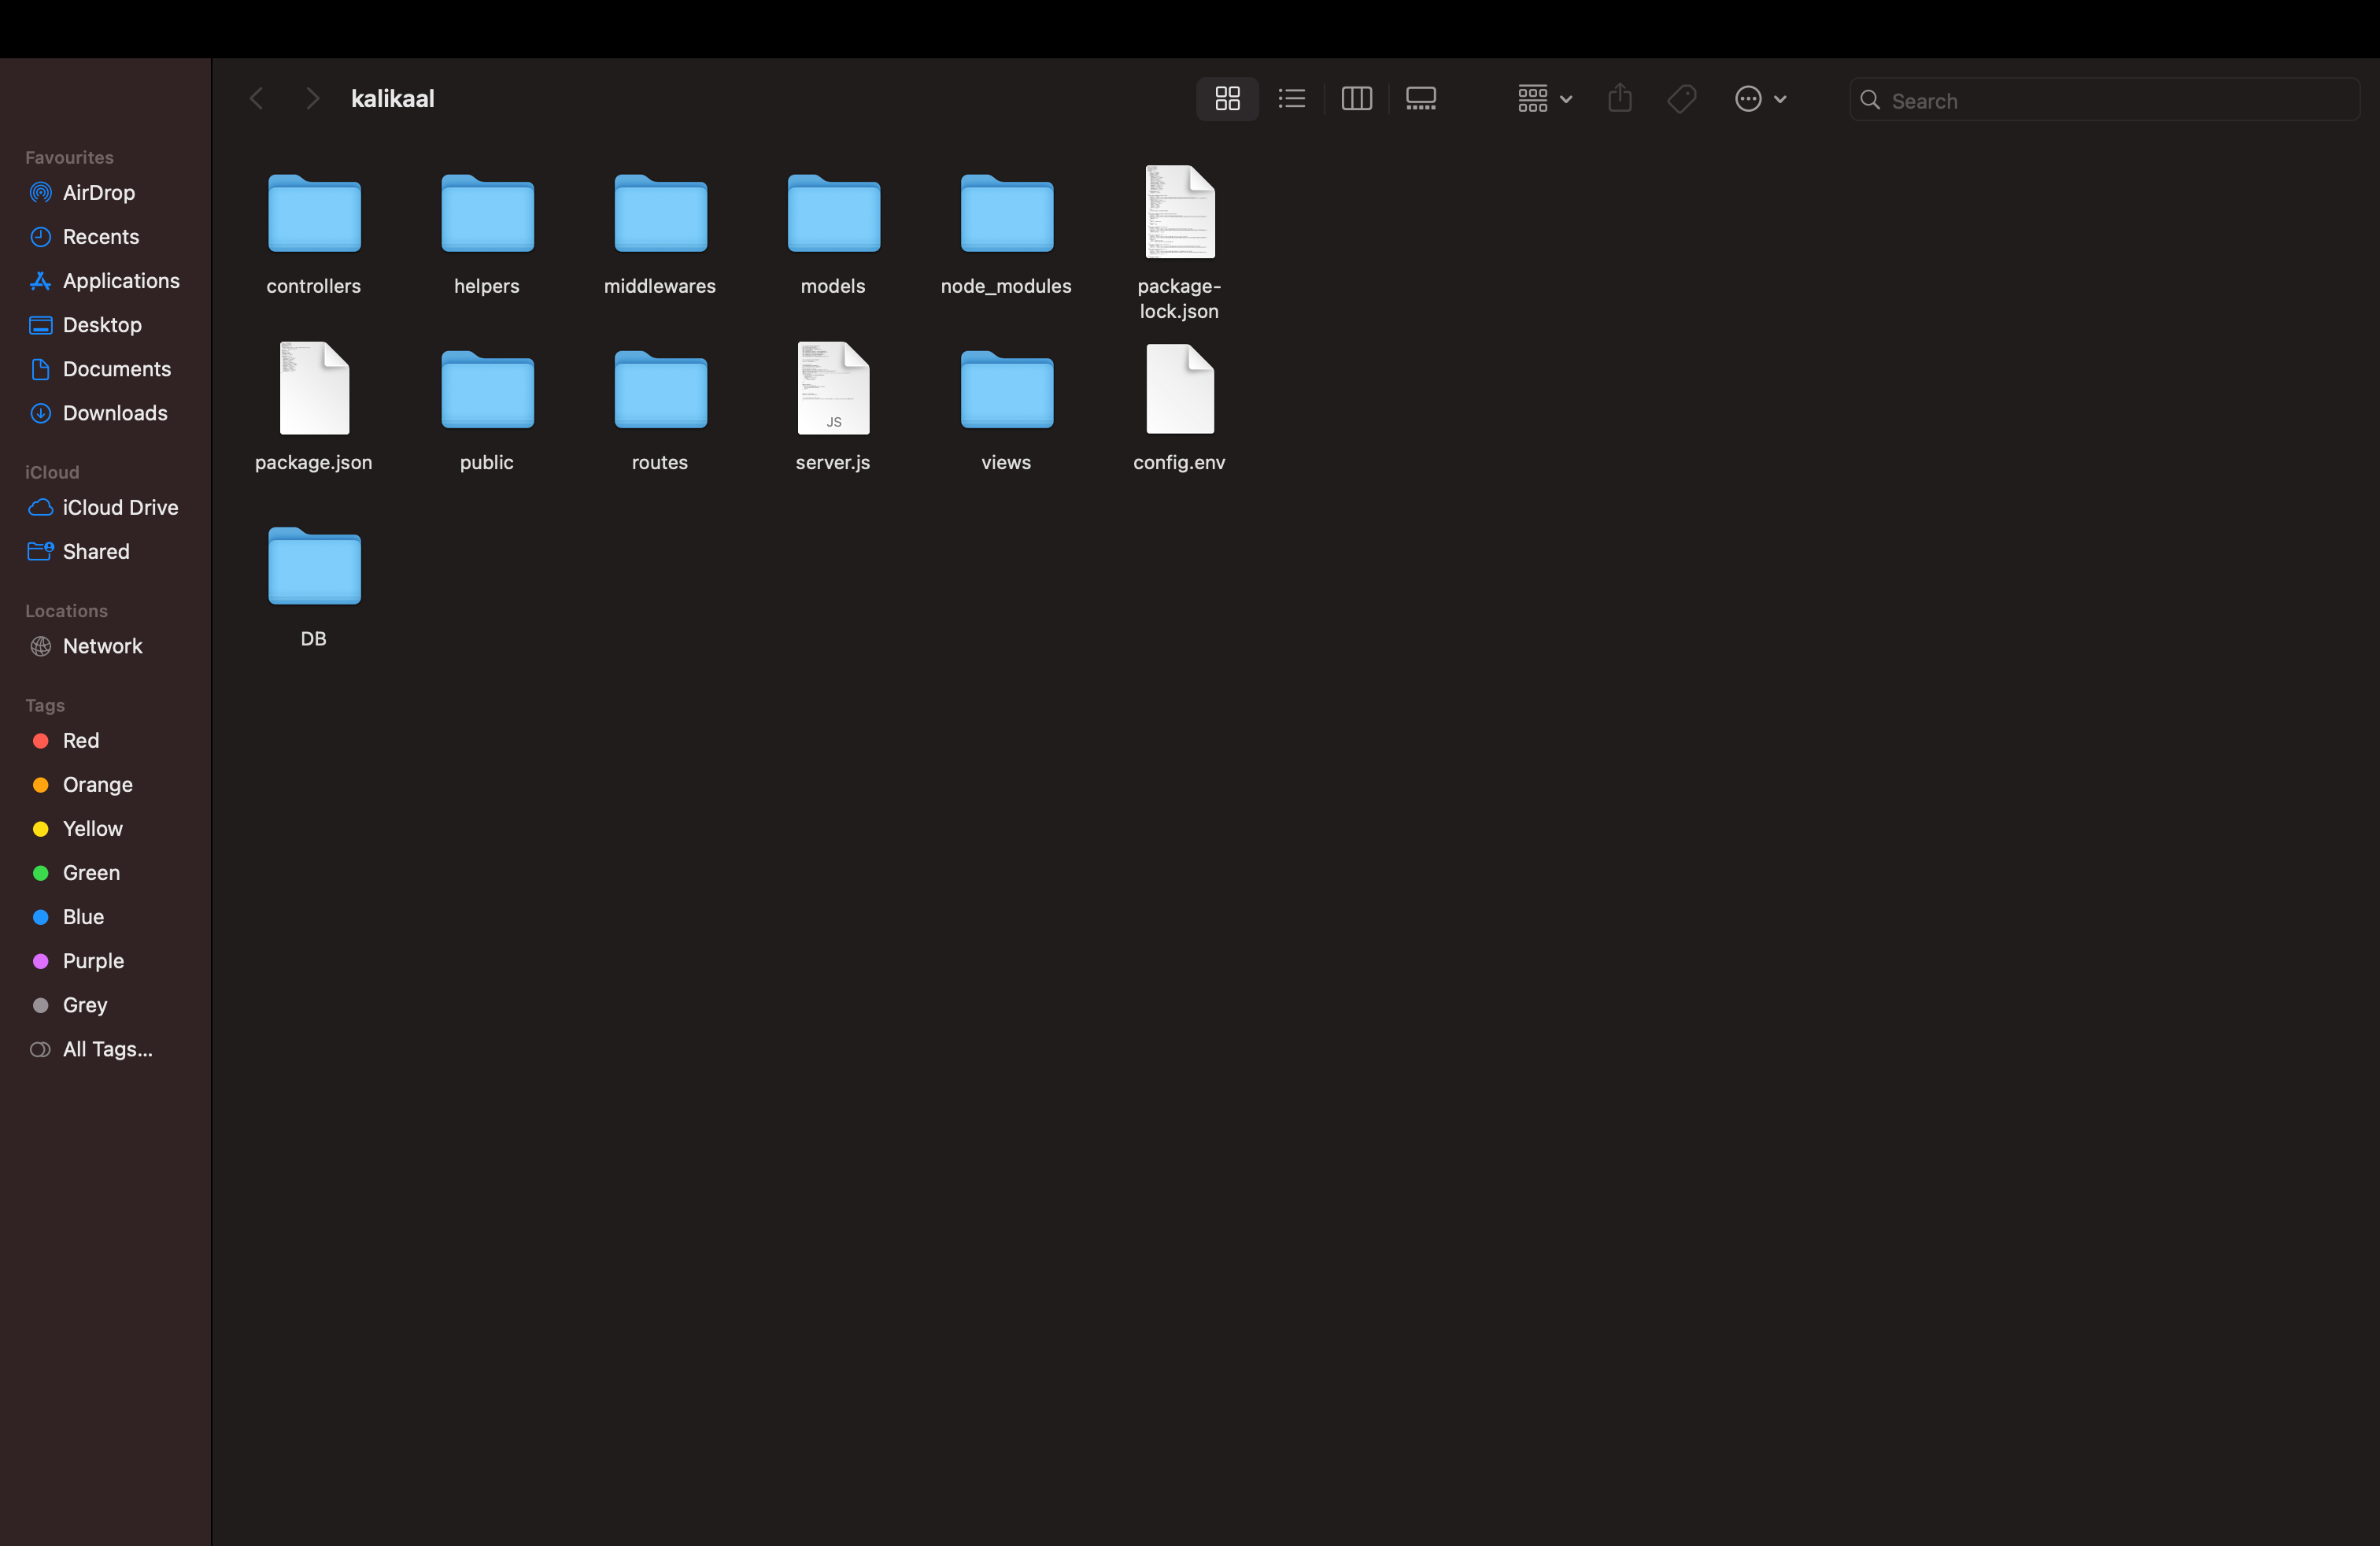 kalikaal
Search
Favourites
AirDrop
Recents
Applications
Desktop
Documents
Downloads
iCloud
iCloud Drive
Shared
Locations
Network
Tags
Red
Orange
Yellow
Green
Blue
Purple
Grey
All Tags...
controllers
helpers
middlewares
models
node_modules
package-
lock.json
JS
package.json
public
routes
server.js
views
config.env
DB